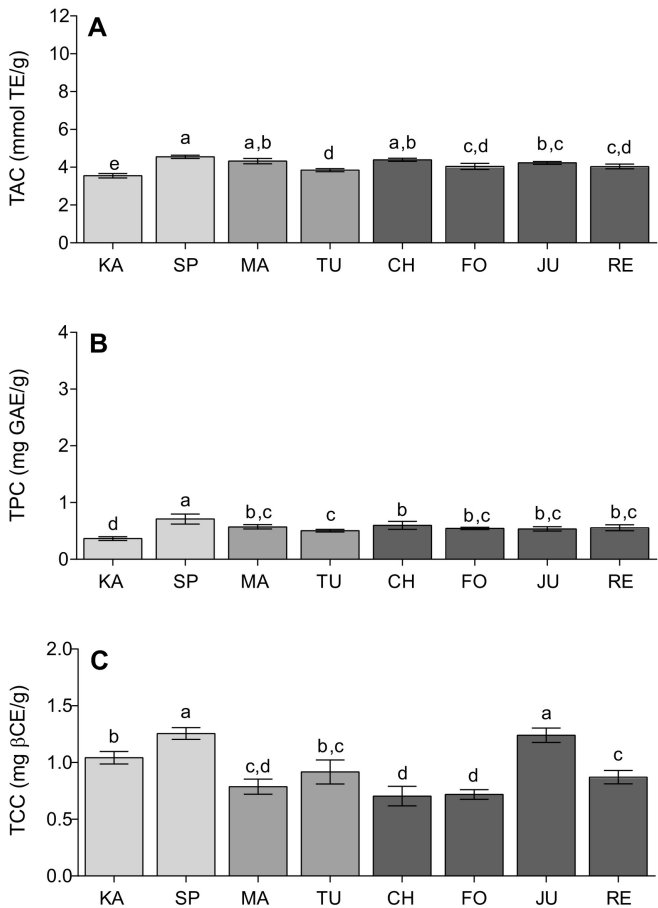 A
TAC (mmol TE/g)
12
10
8
6
4
2
0
e
a
a,b
d
a,b
c,d
b,c
c,d
KA SP MA TU CH FO JU RE
B
TPC (mg GAE/g)
4
3
2
1
0
d
a
b,c
c
b
b,c
b,c
b,c
KA SP MA TU CH FO JU RE
C
TCC (mg βCE/g)
2.0
1.5
1.0
0.5
0.0
b
a
c,d
b,c
d
d
a
c
KA SP MA TU CH FO JU RE